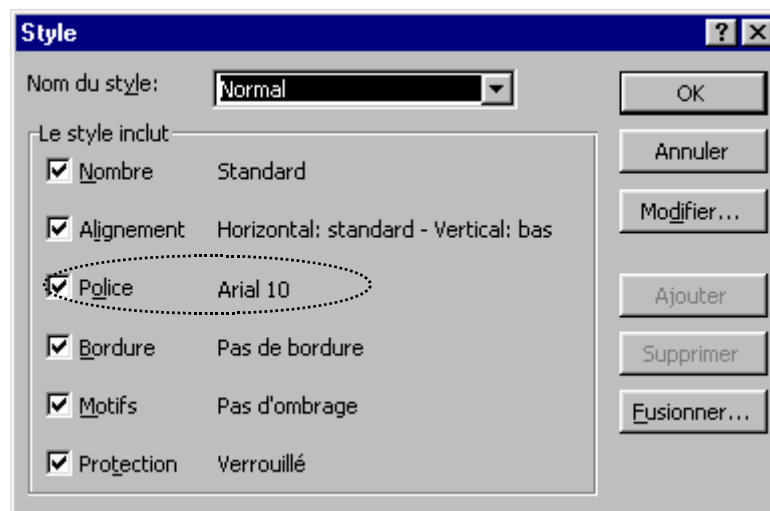 Style
Nom du style: Normal
OK
Le style inclut
Annuler
Nombre Standard
Modifier...
Alignement Horizontal: standard - Vertical: bas
Police Arial 10
Ajouter
Bordure Pas de bordure
Supprimer
Motifs Pas d'ombrage
Fusionner...
Protection Verrouillé